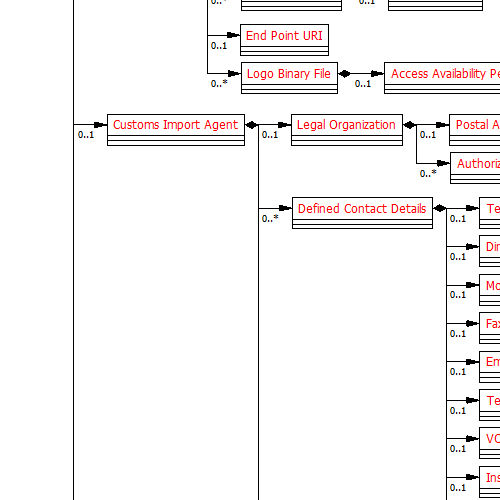 0..*
0..1
End Point URI
0..1
Logo Binary File
Access Availability Pe
0..*
0..1
Customs Import Agent
Legal Organization
Postal A
0..1
0..1
0..1
Authoriz
0..*
Defined Contact Details
Te
0..*
0..1
Dir
0..1
Mo
0..1
Fax
0..1
Em
0..1
Te
0..1
VO
0..1
Ins
0..1